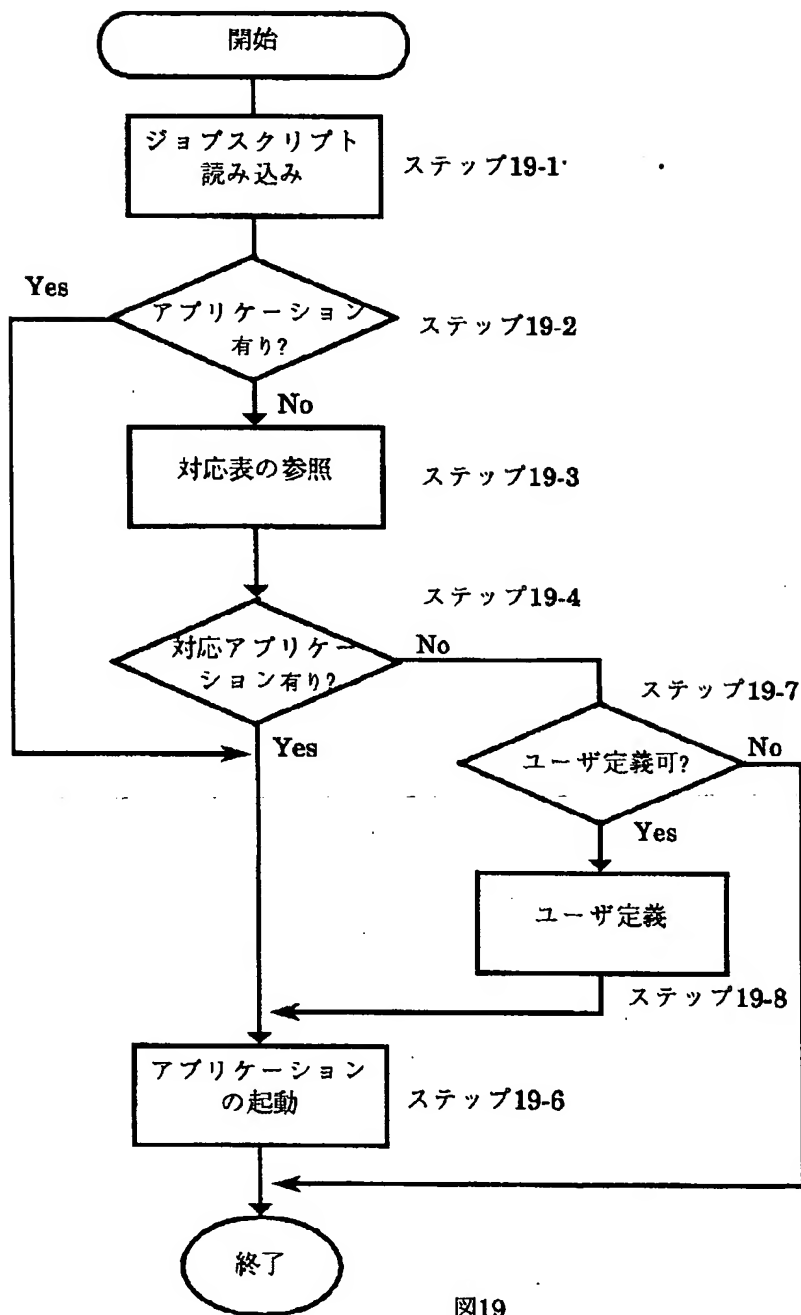 開始
ジョブスクリプト
読み込み
ステップ19-1
Yes
アプリケーション
有り?
ステップ19-2
No
対応表の参照
ステップ19-3
ステップ19-4
対応アプリケー
ション有り?
No
ステップ19-7
Yes
ユーザ定義可?
No
Yes
ユーザ定義
ステップ19-8
アプリケーション
の起動
ステップ19-6
終了
図19